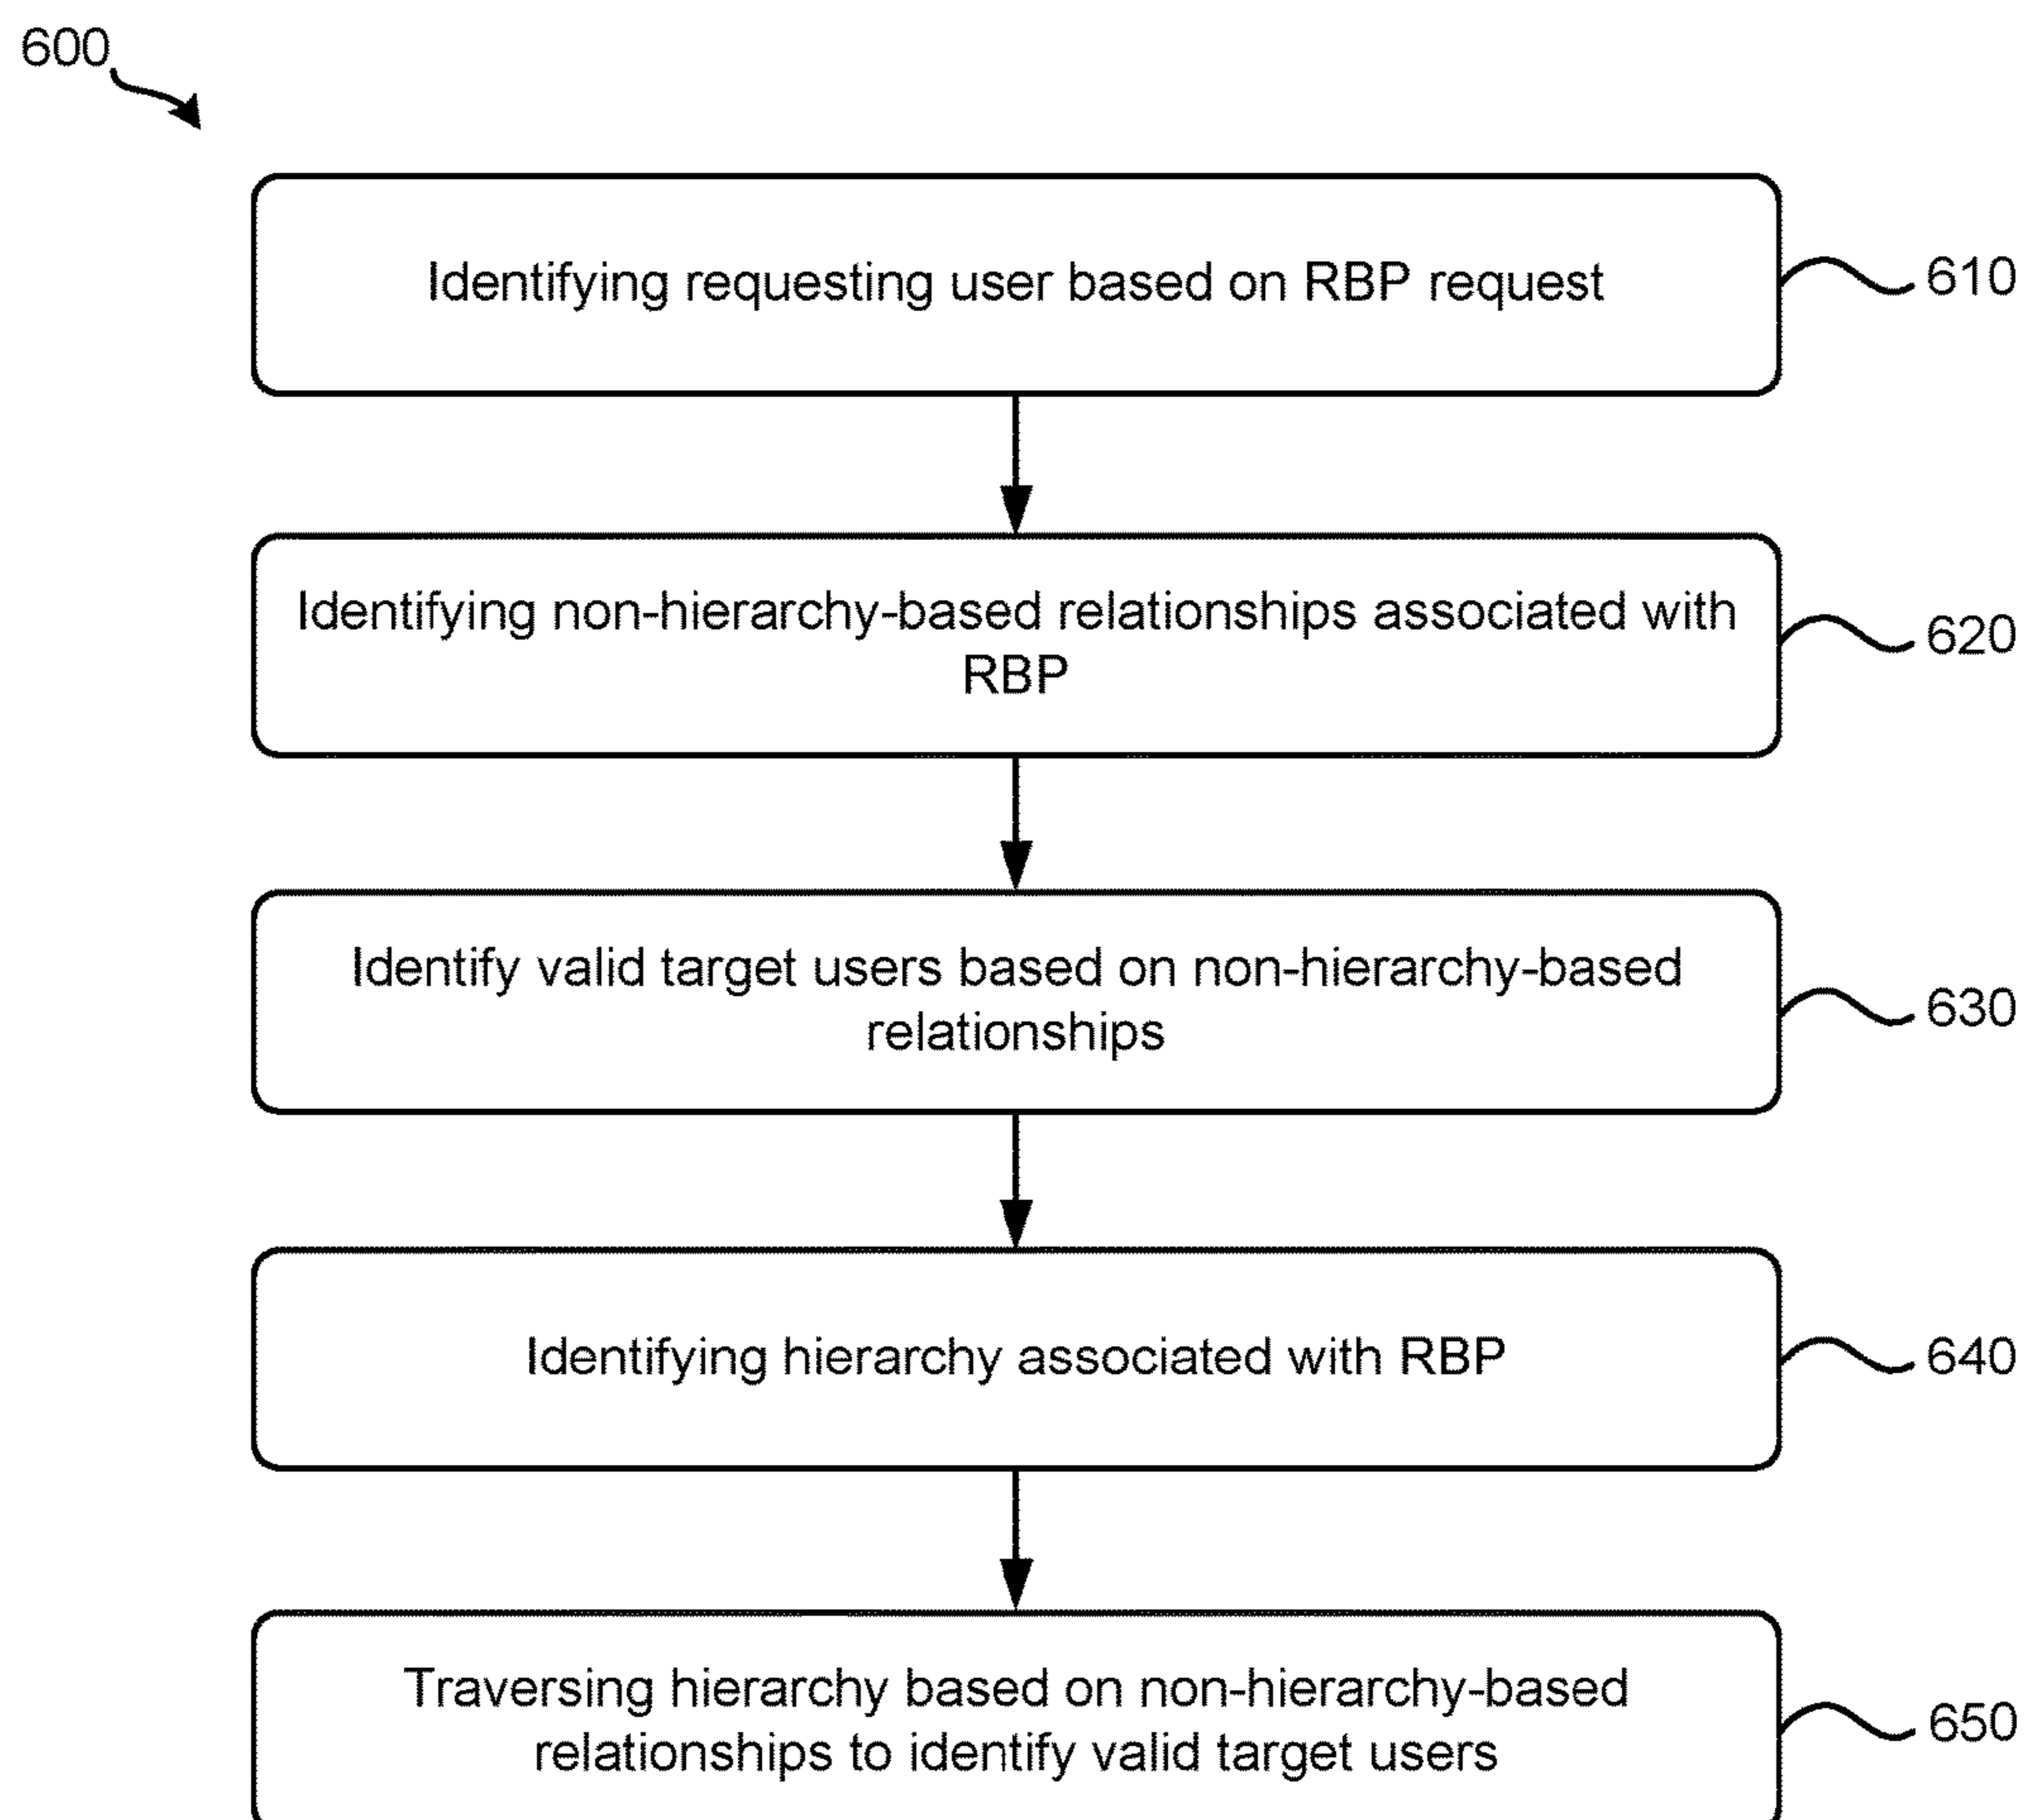 600
Identifying requesting user based on RBP request
610
Identifying non-hierarchy-based relationships associated with
RBP
620
Identify valid target users based on non-hierarchy-based
relationships
630
Identifying hierarchy associated with RBP
640
Traversing hierarchy based on non-hierarchy-based
relationships to identify valid target users
650